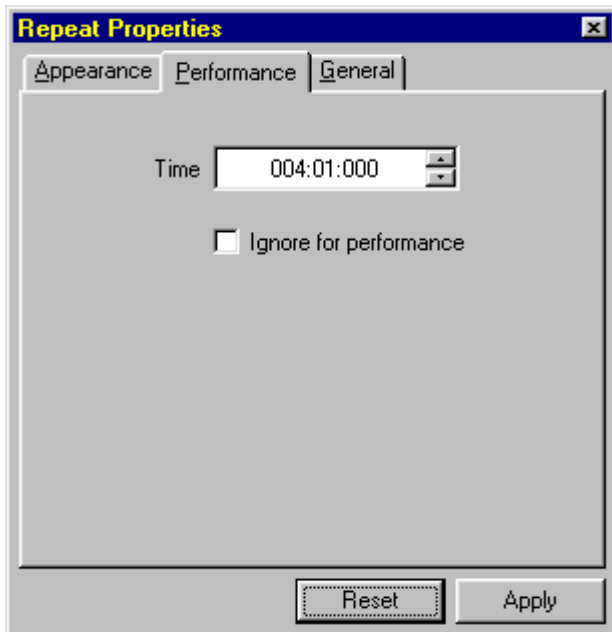 Repeat Properties
Appearance Performance General
Time 004:01:000
Ignore for performance
Reset Apply